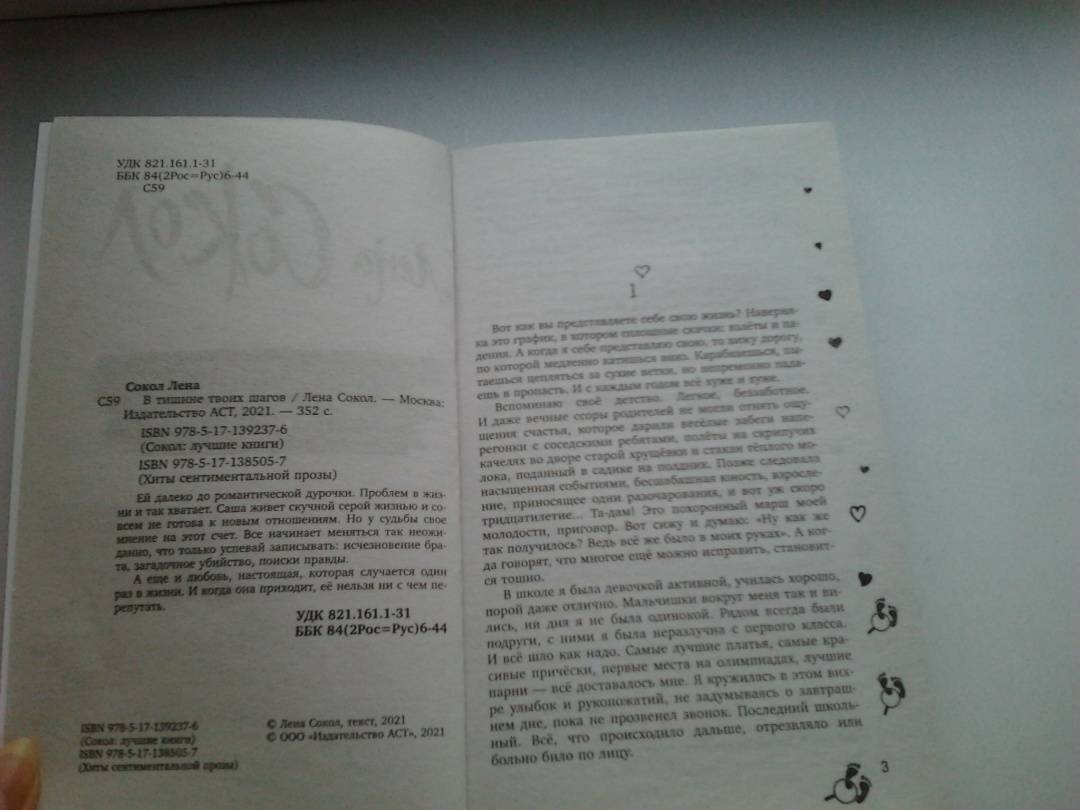 УДК 821.161.1-31
ББК 84(2Рос=Рус)6-44
С59
Лена Сокол
Сокол Лена
С59 В тишине твоих шагов / Лена Сокол. — Москва:
Издательство АСТ, 2021. — 352 с.
ISBN 978-5-17-139237-6
(Сокол: лучшие книги)
ISBN 978-5-17-138505-7
(Хиты сентиментальной прозы)
Ей далеко до романтической дурочки. Проблем в жиз-
ни и так хватает. Саша живет скучной серой жизнью и со-
всем не готова к новым отношениям. Но у судьбы свое
мнение на этот счет. Все начинает меняться так неожи-
данно, что только успевай записывать: исчезновение бра-
та, загадочное убийство, поиски правды.
А еще и любовь, настоящая, которая случается один
раз в жизни. И когда она приходит, её нельзя ни с чем пе-
репутать.
УДК 821.161.1-31
ББК 84(2Рос=Рус)6-44
ISBN 978-5-17-139237-6
(Сокол: лучшие книги)
ISBN 978-5-17-138505-7
(Хиты сентиментальной прозы)
© Лена Сокол, текст, 2021
© ООО «Издательство АСТ», 2021
1
Вот как вы представляете себе свою жизнь? Наверня-
ка это график, в котором сплошные скачки: взлёты и па-
дения. А когда я себе представляю свою, то вижу дорогу,
по которой медленно катишься вниз. Карабкаешься, пы-
таешься цепляться за сухие ветки, но непременно пада-
ешь в пропасть. И с каждым годом всё хуже и хуже.
Вспоминаю своё детство. Легкое, беззаботное.
И даже вечные ссоры родителей не могли отнять ощу-
щения счастья, которое дарили весёлые забеги напе-
регонки с соседскими ребятами, полёты на скрипучих
качелях во дворе старой хрущёвки и стакан тёплого мо-
лока, поданный в садике на полдник. Позже следовала
насыщенная событиями, бесшабашная юность, взросле-
ние, приносящее одни разочарования, и вот уж скоро
тридцатилетие... Та-дам! Это похоронный марш моей
молодости, приговор. Вот сижу и думаю: «Ну как же
так получилось? Ведь всё же было в моих руках». А ког-
да говорят, что многое ещё можно исправить, становит-
ся тошно.
В школе я была девочкой активной, училась хорошо,
порой даже отлично. Мальчишки вокруг меня так и ви-
лись, ни дня я не была одинокой. Рядом всегда были
подруги, с ними я была неразлучна с первого класса.
И всё шло как надо. Самые лучшие платья, самые кра-
сивые причёски, первые места на олимпиадах, лучшие
парни — всё доставалось мне. Я кружилась в этом вих-
ре улыбок и рукопожатий, не задумываясь о завтраш-
нем дне, пока не прозвенел звонок. Последний школь-
ный. Всё, что происходило дальше, отрезвляло или
больно било по лицу.
3